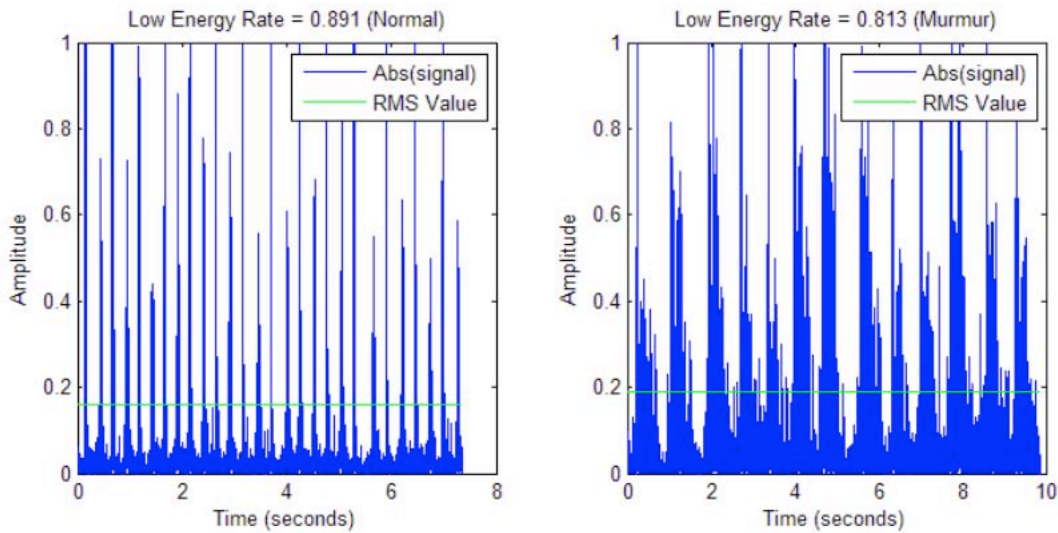 Low Energy Rate = 0.891 (Normal)
Abs(signal)
RMS Value
Amplitude
1
0.8
0.6
0.4
0.2
0
0
2
4
6
8
Time (seconds)
Low Energy Rate = 0.813 (Murmur)
Abs(signal)
RMS Value
Amplitude
1
0.8
0.6
0.4
0.2
0
0
2
4
6
8
10
Time (seconds)